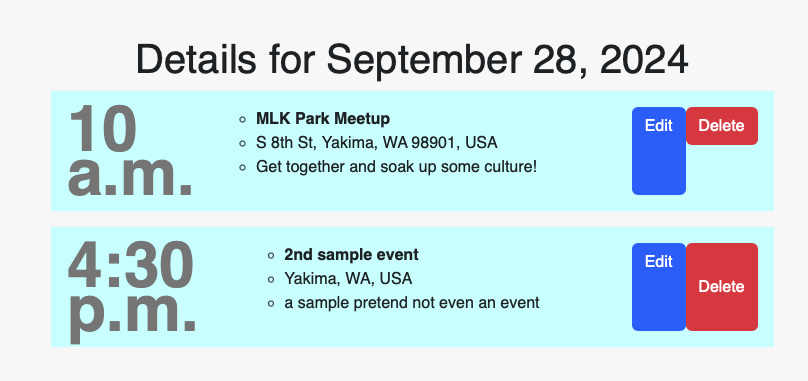 Details for September 28, 2024
10
a.m.
MLK Park Meetup
S 8th St, Yakima, WA 98901, USA
Get together and soak up some culture!
Edit
Delete
4:30
p.m.
2nd sample event
Yakima, WA, USA
a sample pretend not even an event
Edit
Delete